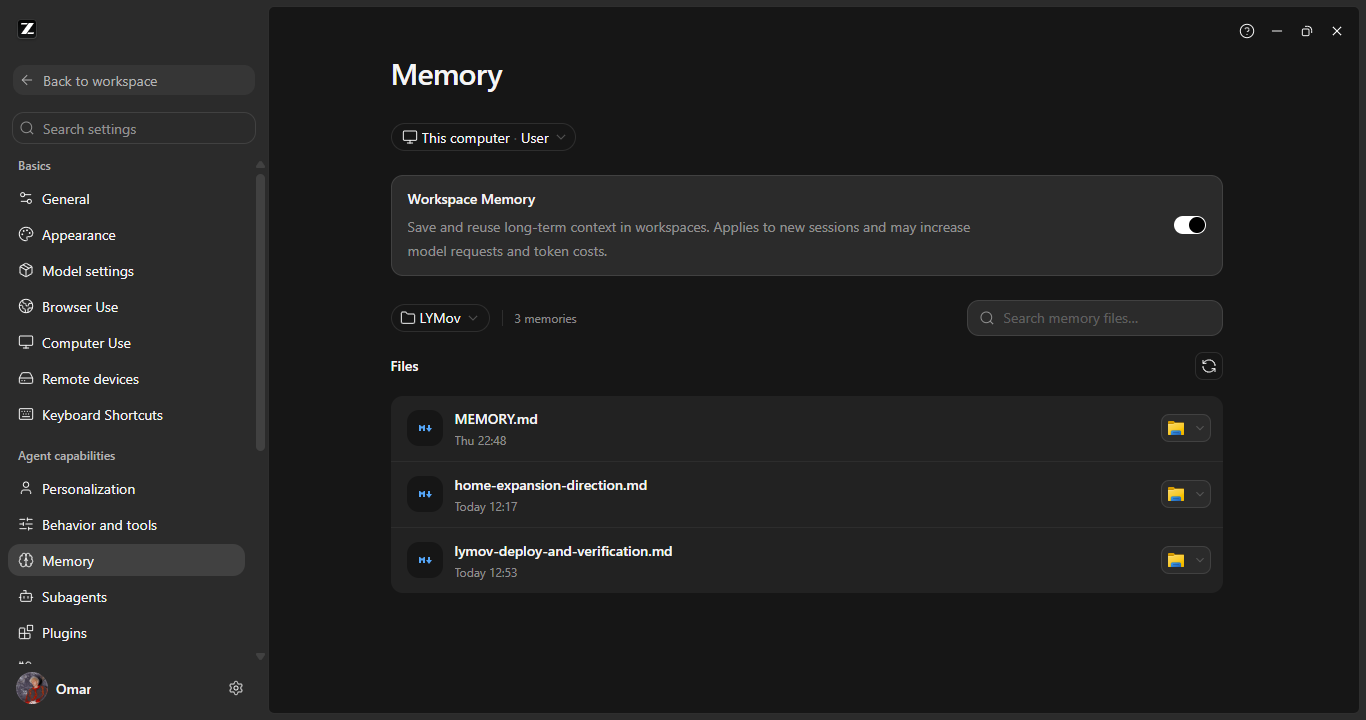 Back to workspace
Search settings
Basics
General
Appearance
Model settings
Browser Use
Computer Use
Remote devices
Keyboard Shortcuts
Agent capabilities
Personalization
Behavior and tools
Memory
Subagents
Plugins
Omar
Memory
This computer · User
Workspace Memory
Save and reuse long-term context in workspaces. Applies to new sessions and may increase
model requests and token costs.
LYMov
3 memories
Search memory files...
Files
MEMORY.md
Thu 22:48
home-expansion-direction.md
Today 12:17
lymov-deploy-and-verification.md
Today 12:53